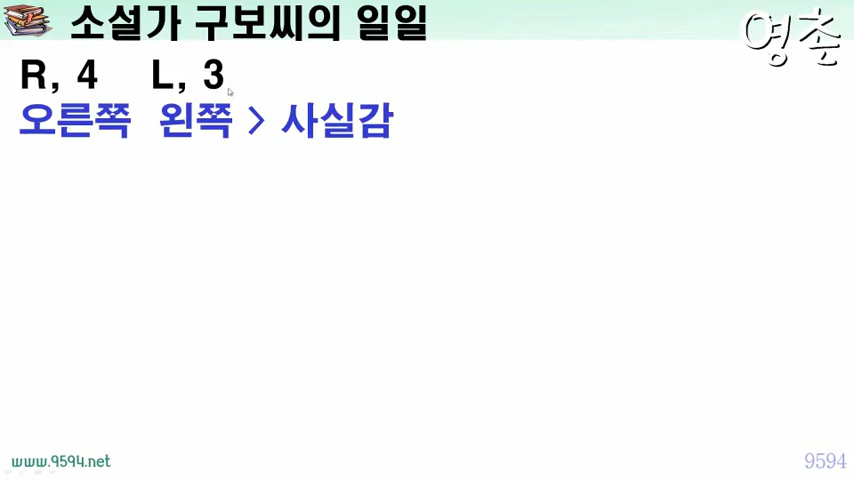 소설가 구보씨의 일일
영촌
R, 4 L, 3
오른쪽 왼쪽 > 사실감
www.9594.net
9594